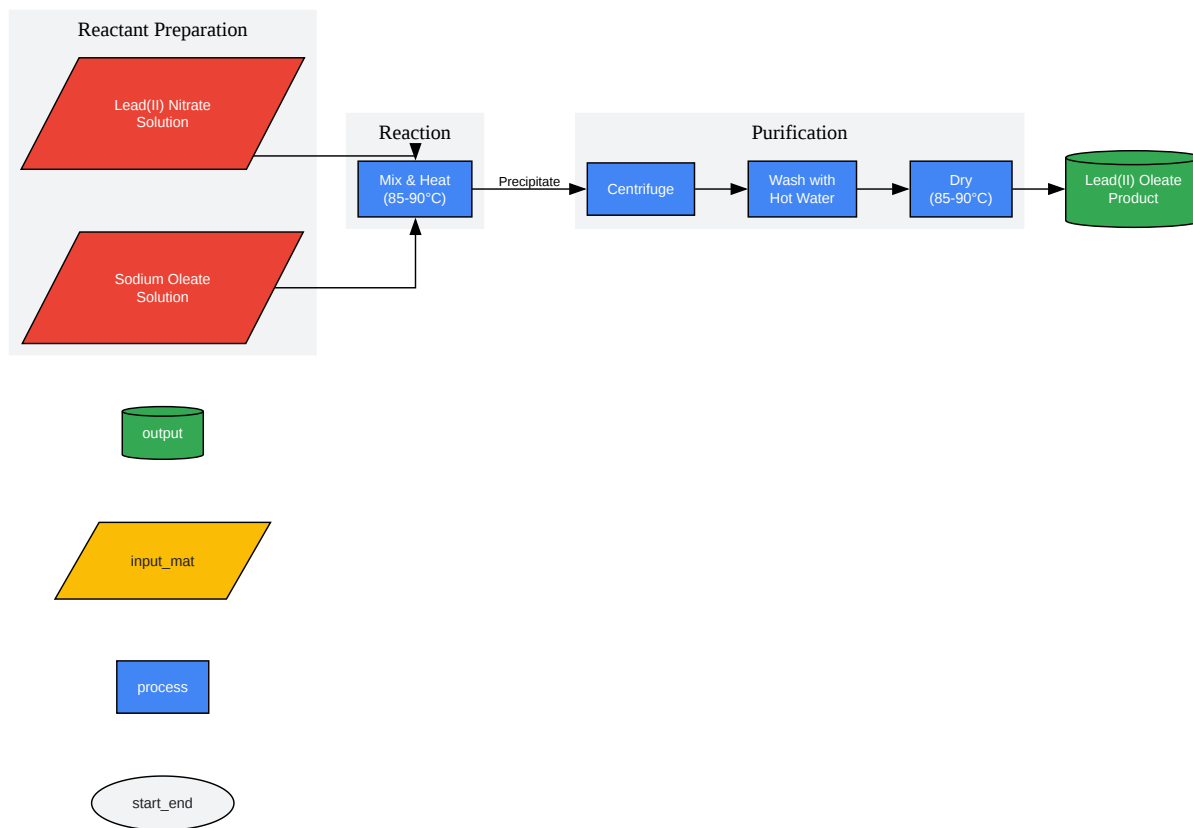 Reactant Preparation
Lead(II) Nitrate
Solution
Sodium Oleate
Solution
Reaction
Mix & Heat
(85-90°C)
Precipitate
Purification
Centrifuge
Wash with
Hot Water
Dry
(85-90°C)
Lead(II) Oleate
Product
output
input_mat
process
start_end